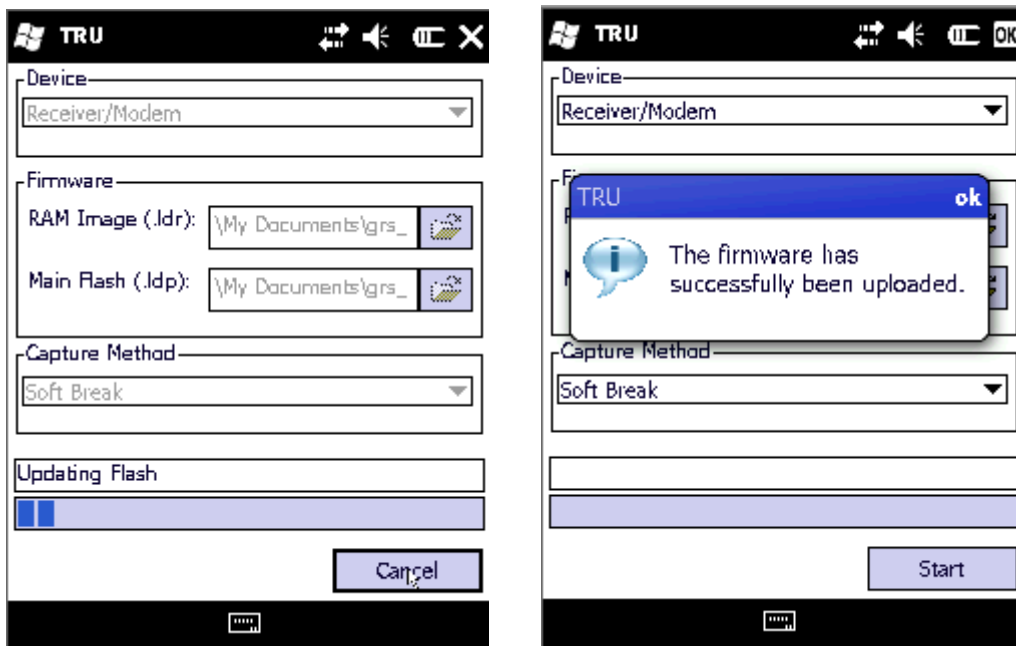 TRU
Device
Receiver/Modem
Firmware
RAM Image (.ldr):
\My Documents\grs_
Main Flash (.ldp):
\My Documents\grs_
Capture Method
Soft Break
Updating Flash
Cancel
TRU
OK
Device
Receiver/Modem
TRU
ok
The firmware has
successfully been uploaded.
Capture Method
Soft Break
Start